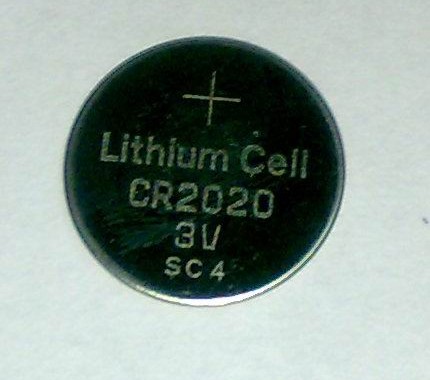 +
Lithium Cell
CR2020
3V
SC4